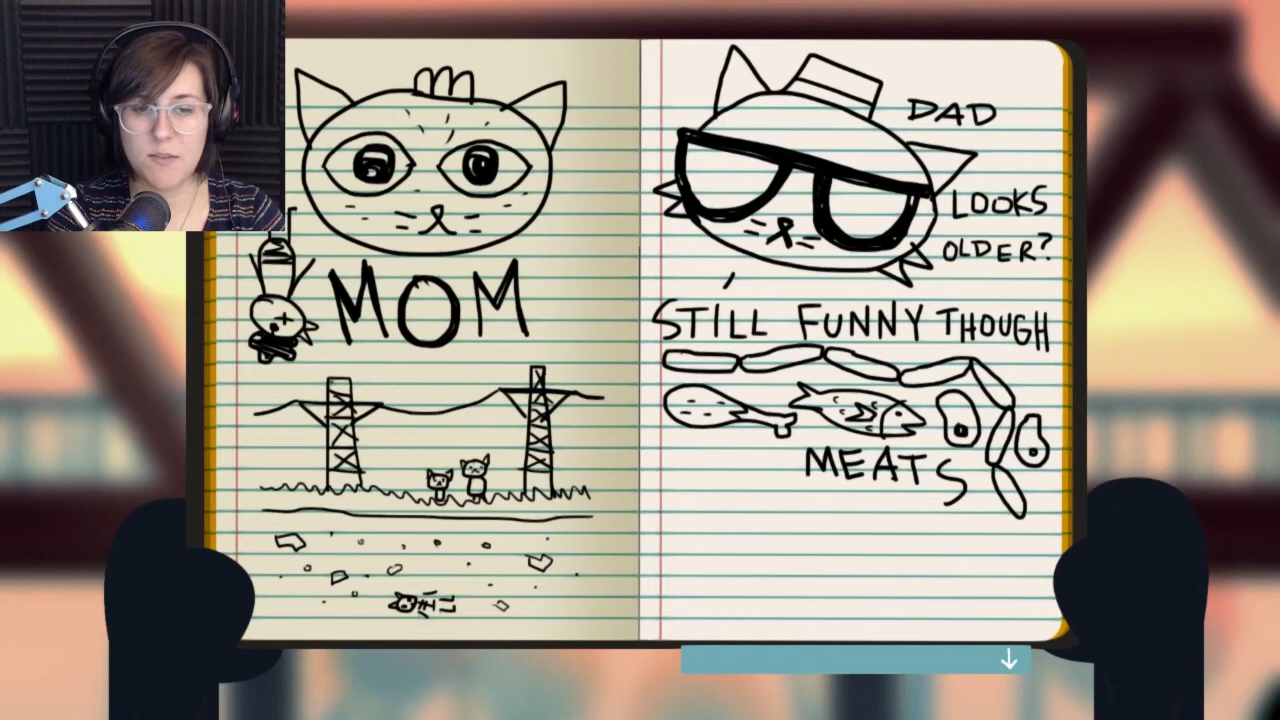 MOM
DAD
LOOKS
OLDER?
STILL FUNNY THOUGH
MEATS